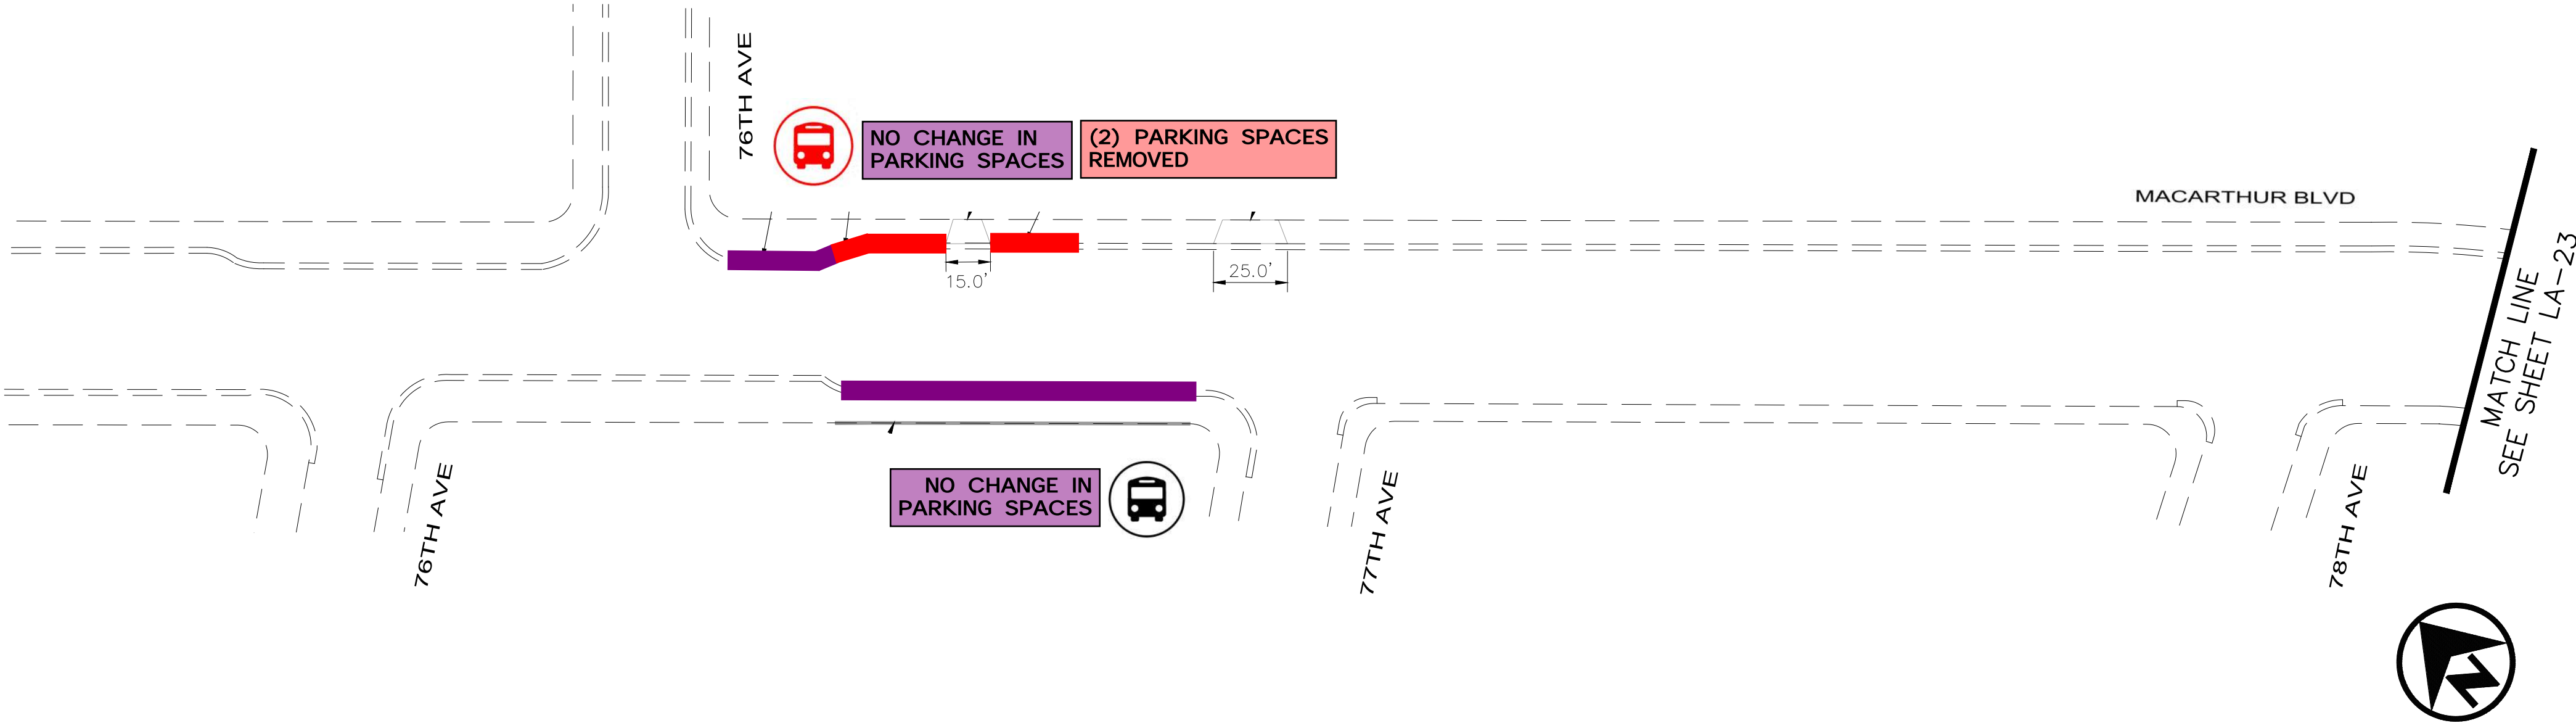 76TH AVE
NO CHANGE IN
PARKING SPACES
(2) PARKING SPACES
REMOVED
MACARTHUR BLVD
15.0'
25.0'
MATCH LINE
SEE SHEET LA-23
NO CHANGE IN
PARKING SPACES
76TH AVE
77TH AVE
78TH AVE
N